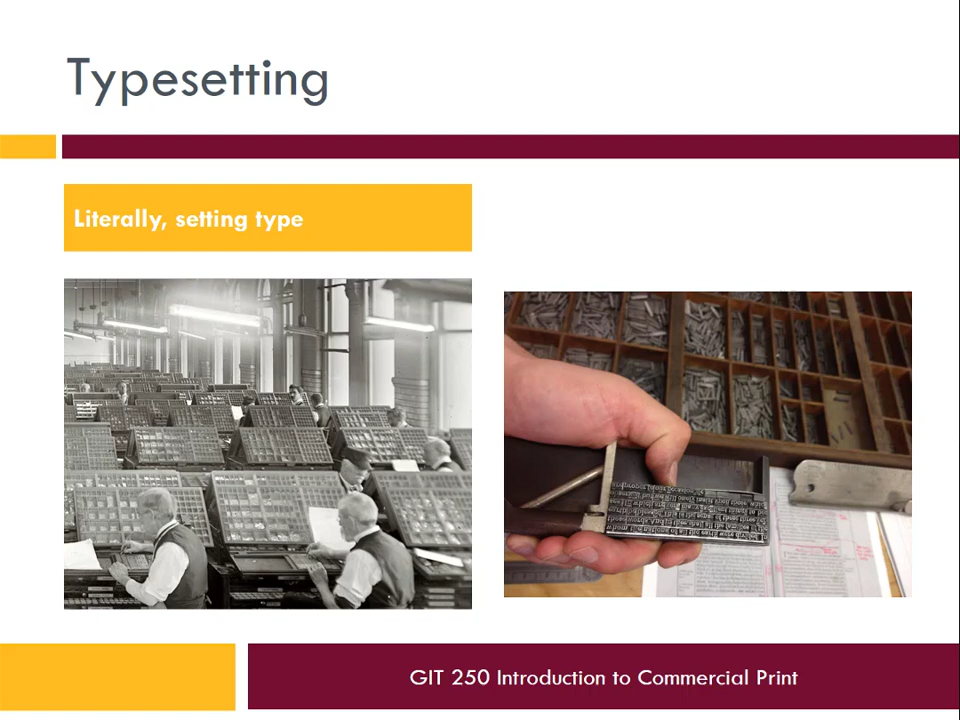 Typesetting
Literally, setting type
GIT 250 Introduction to Commercial Print